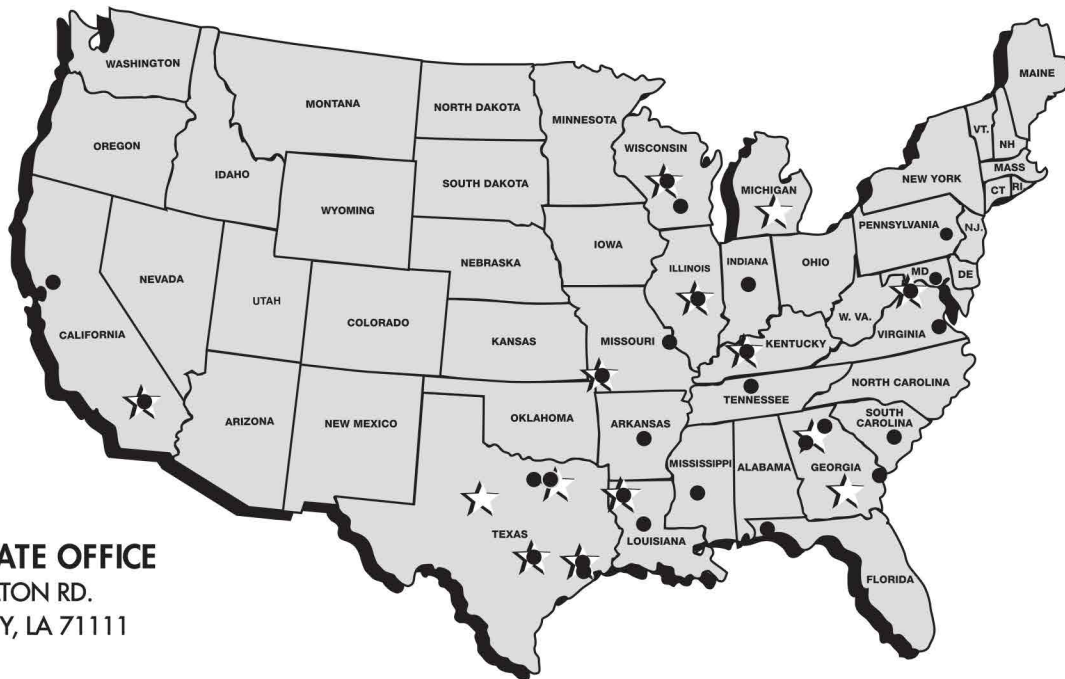 WASHINGTON
MONTANA
NORTH DAKOTA
MINNESOTA
MAINE
OREGON
IDAHO
WYOMING
SOUTH DAKOTA
WISCONSIN
MICHIGAN
VT.
NH
NEW YORK
MASS
CT
RI
IOWA
NEBRASKA
ILLINOIS
INDIANA
OHIO
PENNSYLVANIA
N.J.
MD
DE
NEVADA
UTAH
COLORADO
CALIFORNIA
KANSAS
MISSOURI
KENTUCKY
W. VA.
VIRGINIA
ARIZONA
NEW MEXICO
OKLAHOMA
ARKANSAS
TENNESSEE
NORTH CAROLINA
SOUTH
CAROLINA
MISSISSIPPI
ALABAMA
GEORGIA
TEXAS
LOUISIANA
FLORIDA
ATE OFFICE
TON RD.
Y, LA 71111